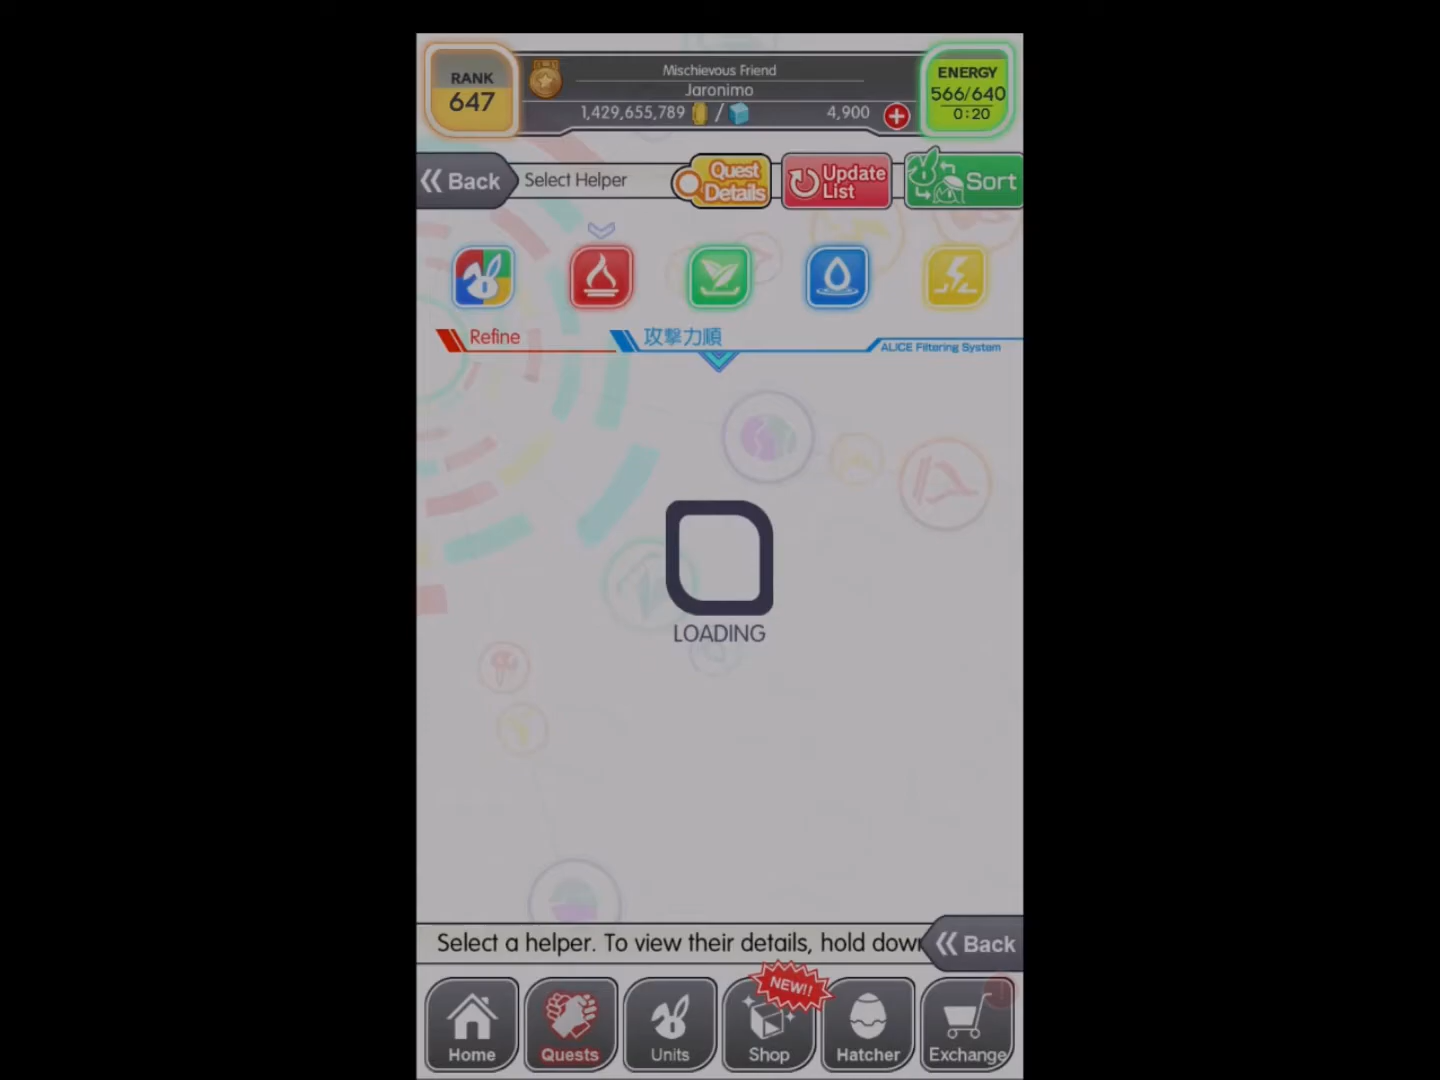 RANK
647
Mischievous Friend
Jaronimo
1,429,655,789 / 4,900
ENERGY
566/640
0:20
Back
Select Helper
Quest Details
Update List
Sort
Refine
攻撃力順
ALICE Filtering System
LOADING
Select a helper. To view their details, hold down
Back
NEW!!
Home
Quests
Units
Shop
Hatcher
Exchange